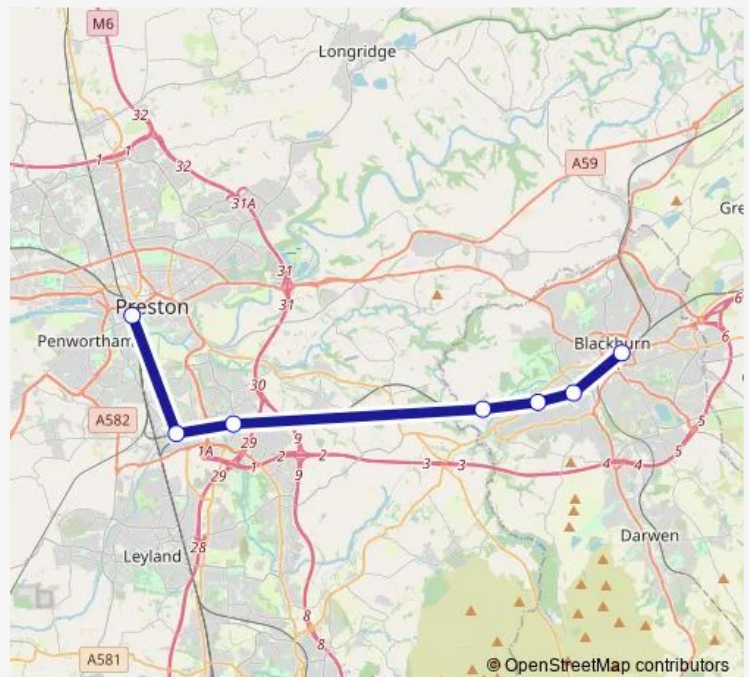 M6
Longridge
32
1
1
32
A59
31A
Gre
31
31
6
Preston
Penwortham
Blackburn
6
30
A582
29
9
1A
1
2
2
5
29
9
3
3
4
4
5
28
Leyland
Darwen
8
8
A581
© OpenStreetMap contributors